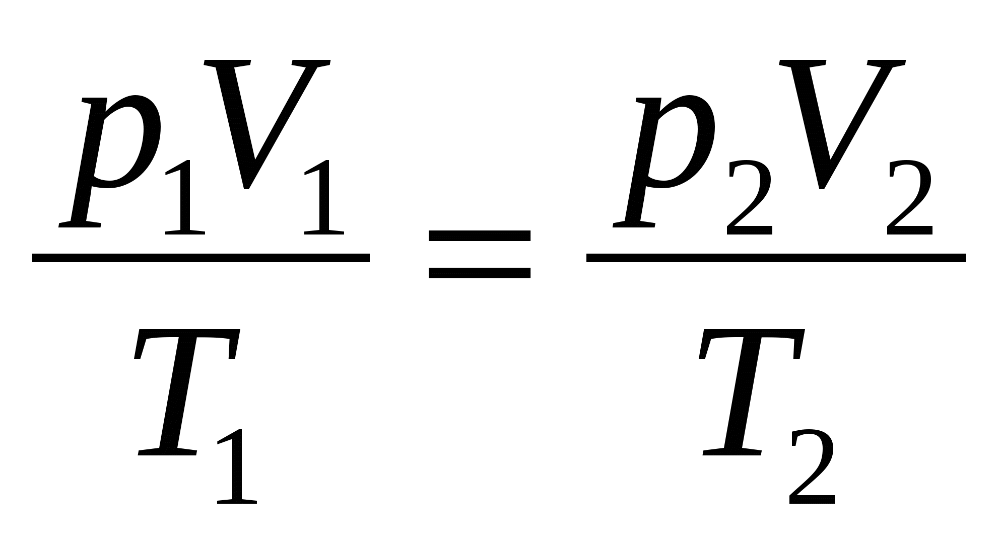 p₁V₁ = p₂V₂
T₁ T₂